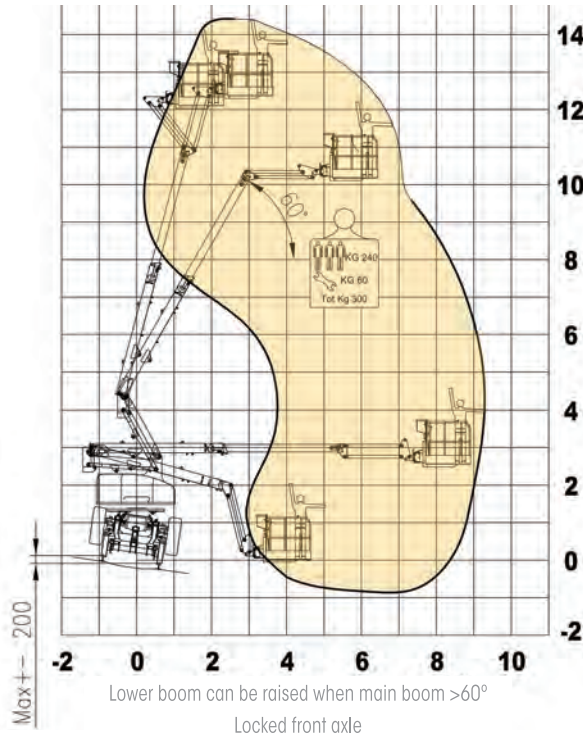 14
12
10
8
6
4
2
0
-2
60°
KG 240
KG 60
Tot Kg 300
Max+- 200
-2 0 2 4 6 8 10
Lower boom can be raised when main boom >60º
Locked front axle